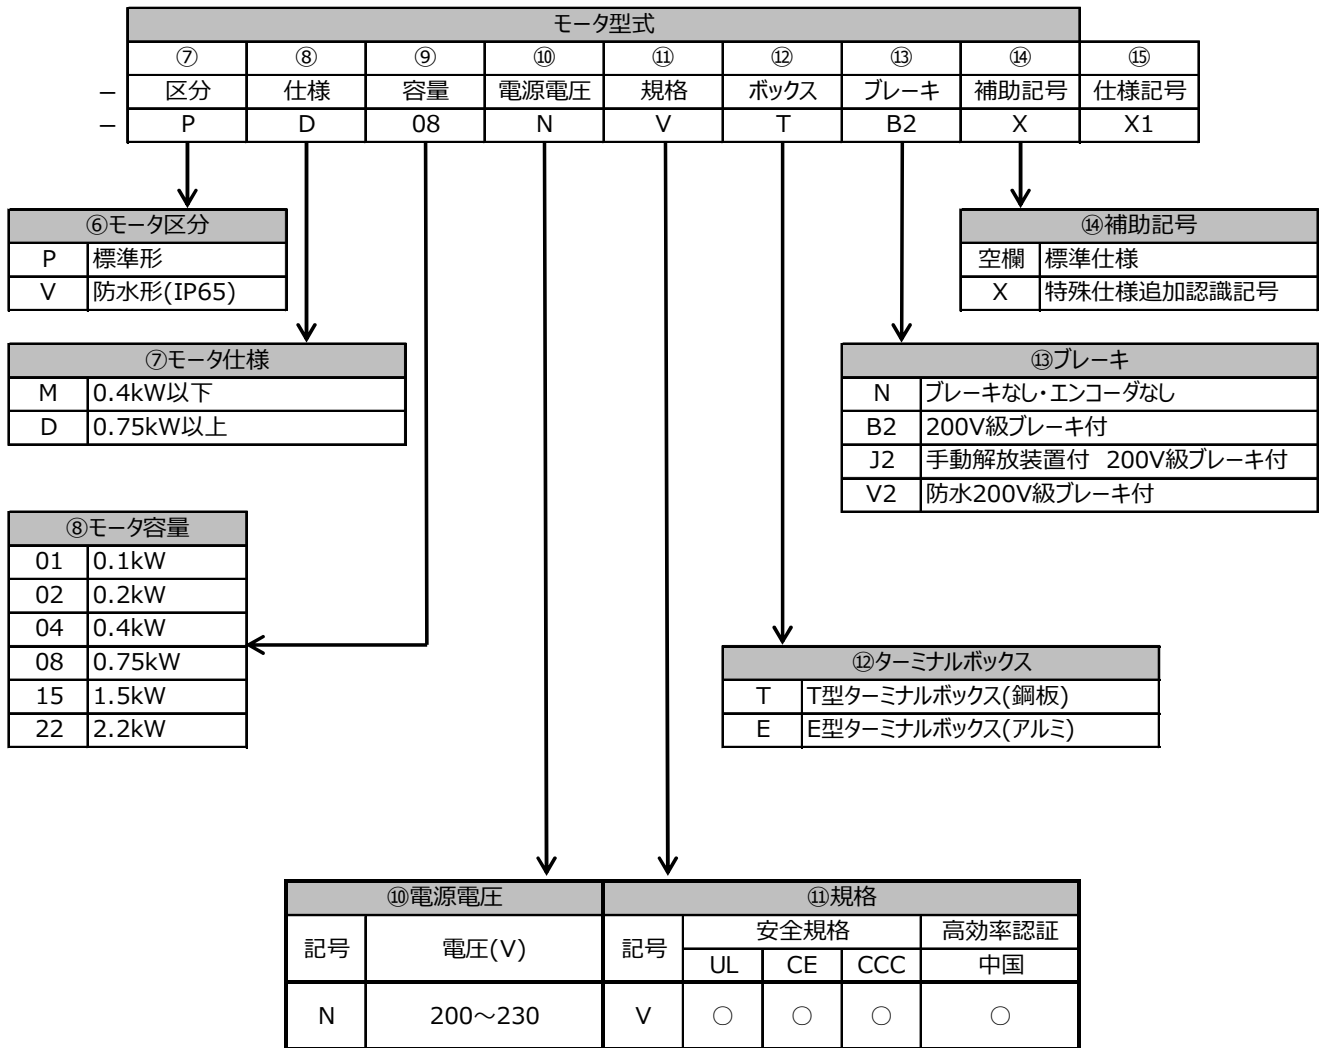 モータ型式
⑦ ⑧ ⑨ ⑩ ⑪ ⑫ ⑬ ⑭ ⑮
− 区分 仕様 容量 電源電圧 規格 ボックス ブレーキ 補助記号 仕様記号
− P D 08 N V T B2 X X1
⑥モータ区分
P 標準形
V 防水形(IP65)
⑭補助記号
空欄 標準仕様
X 特殊仕様追加認識記号
⑦モータ仕様
M 0.4kW以下
D 0.75kW以上
⑬ブレーキ
N ブレーキなし・エンコーダなし
B2 200V級ブレーキ付
J2 手動解放装置付 200V級ブレーキ付
V2 防水200V級ブレーキ付
⑧モータ容量
01 0.1kW
02 0.2kW
04 0.4kW
08 0.75kW
15 1.5kW
22 2.2kW
⑫ターミナルボックス
T T型ターミナルボックス(鋼板)
E E型ターミナルボックス(アルミ)
⑩電源電圧 ⑪規格
記号 電圧(V) 記号 安全規格 高効率認証
UL CE CCC 中国
N 200～230 V ○ ○ ○ ○